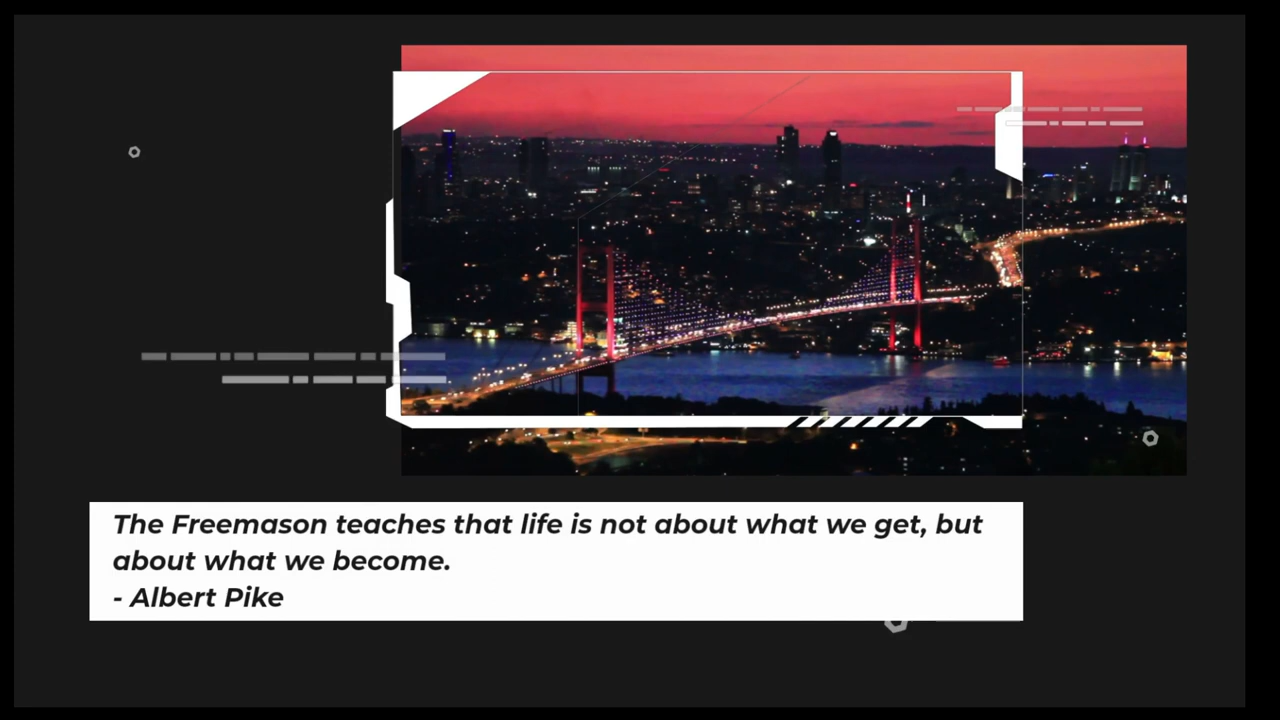 The Freemason teaches that life is not about what we get, but
about what we become.
- Albert Pike